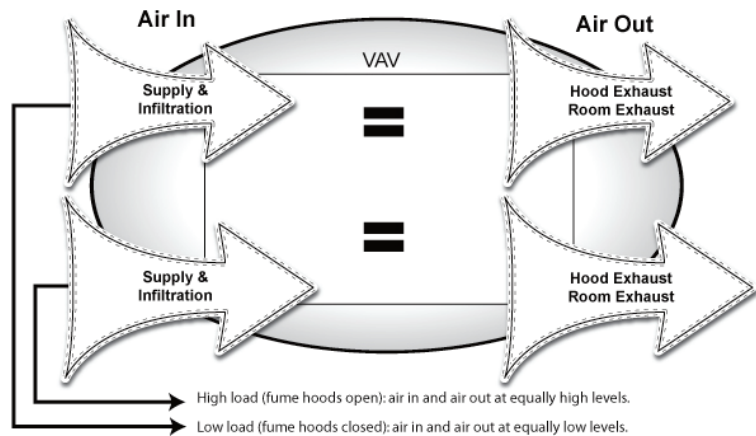 Air In
Air Out
VAV
Supply &
Infiltration
Hood Exhaust
Room Exhaust
=
=
Supply &
Infiltration
Hood Exhaust
Room Exhaust
High load (fume hoods open): air in and air out at equally high levels.
Low load (fume hoods closed): air in and air out at equally low levels.